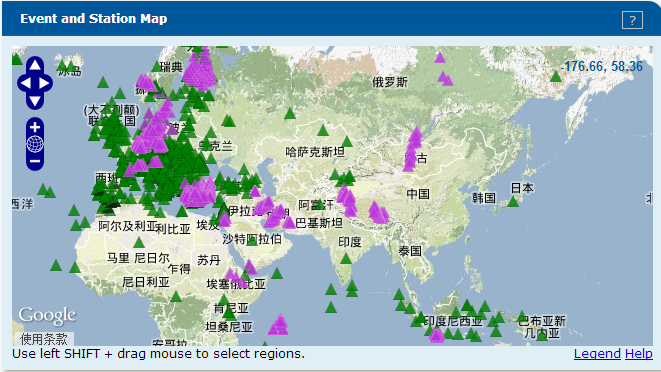 Event and Station Map
?
冰岛
瑞典
-176.66, 58.36
俄罗斯
(大不列颠)
乌克兰
哈萨克斯坦
蒙古
西班
中国
韩国
日本
西洋
伊拉克
阿富汗
巴基斯坦
阿尔及利亚
利比亚
埃及
沙特阿拉伯
印度
马里
尼日尔
苏丹
泰国
乍得
尼日利亚
埃塞俄比亚
肯尼亚
坦桑尼亚
印度尼西亚
巴布亚新
几内亚
安哥拉
Google
使用条款
Use left SHIFT + drag mouse to select regions.
Legend Help